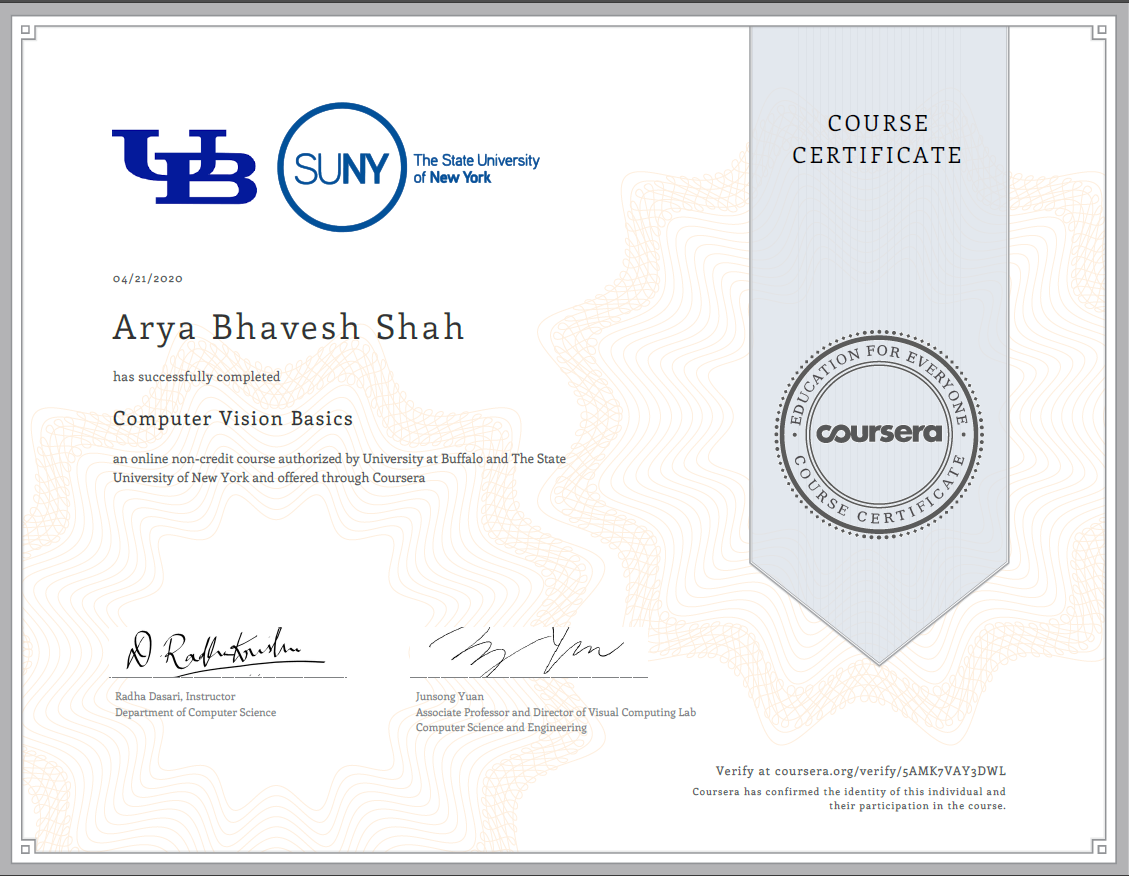 UB
SUNY
The State University
of New York
COURSE
CERTIFICATE
04/21/2020
Arya Bhavesh Shah
has successfully completed
Computer Vision Basics
an online non-credit course authorized by University at Buffalo and The State
University of New York and offered through Coursera
EDUCATION FOR EVERYONE
coursera
COURSE CERTIFICATE
Radha Dasari, Instructor
Department of Computer Science
Junsong Yuan
Associate Professor and Director of Visual Computing Lab
Computer Science and Engineering
Verify at coursera.org/verify/5AMK7VAY3DWL
Coursera has confirmed the identity of this individual and
their participation in the course.